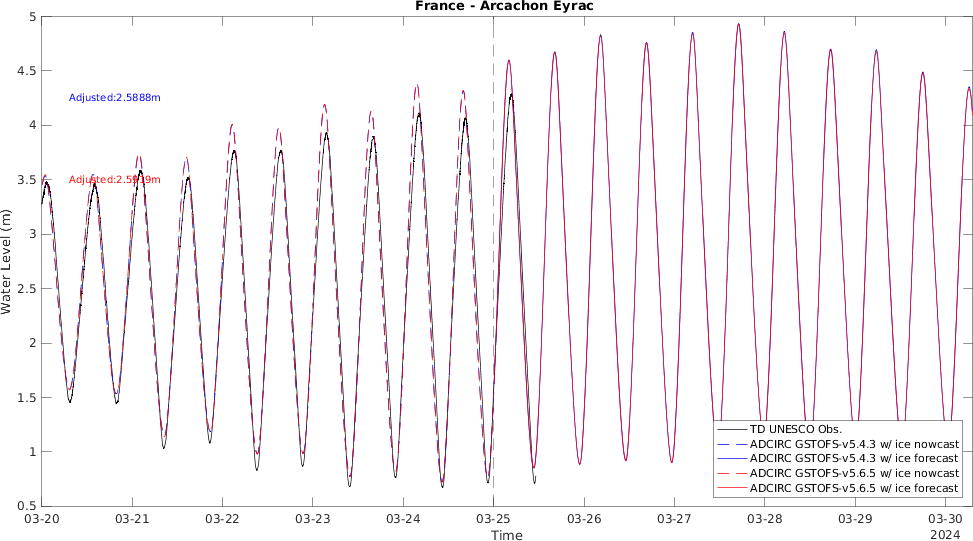 France - Arcachon Eyrac
5
4.5
4
3.5
3
2.5
2
1.5
1
0.5
Water Level (m)
Adjusted:2.5888m
Adjusted:2.5919m
TD UNESCO Obs.
ADCIRC GSTOFS-v5.4.3 w/ ice nowcast
ADCIRC GSTOFS-v5.4.3 w/ ice forecast
ADCIRC GSTOFS-v5.6.5 w/ ice nowcast
ADCIRC GSTOFS-v5.6.5 w/ ice forecast
03-20 03-21 03-22 03-23 03-24 03-25 03-26 03-27 03-28 03-29 03-30
Time
2024